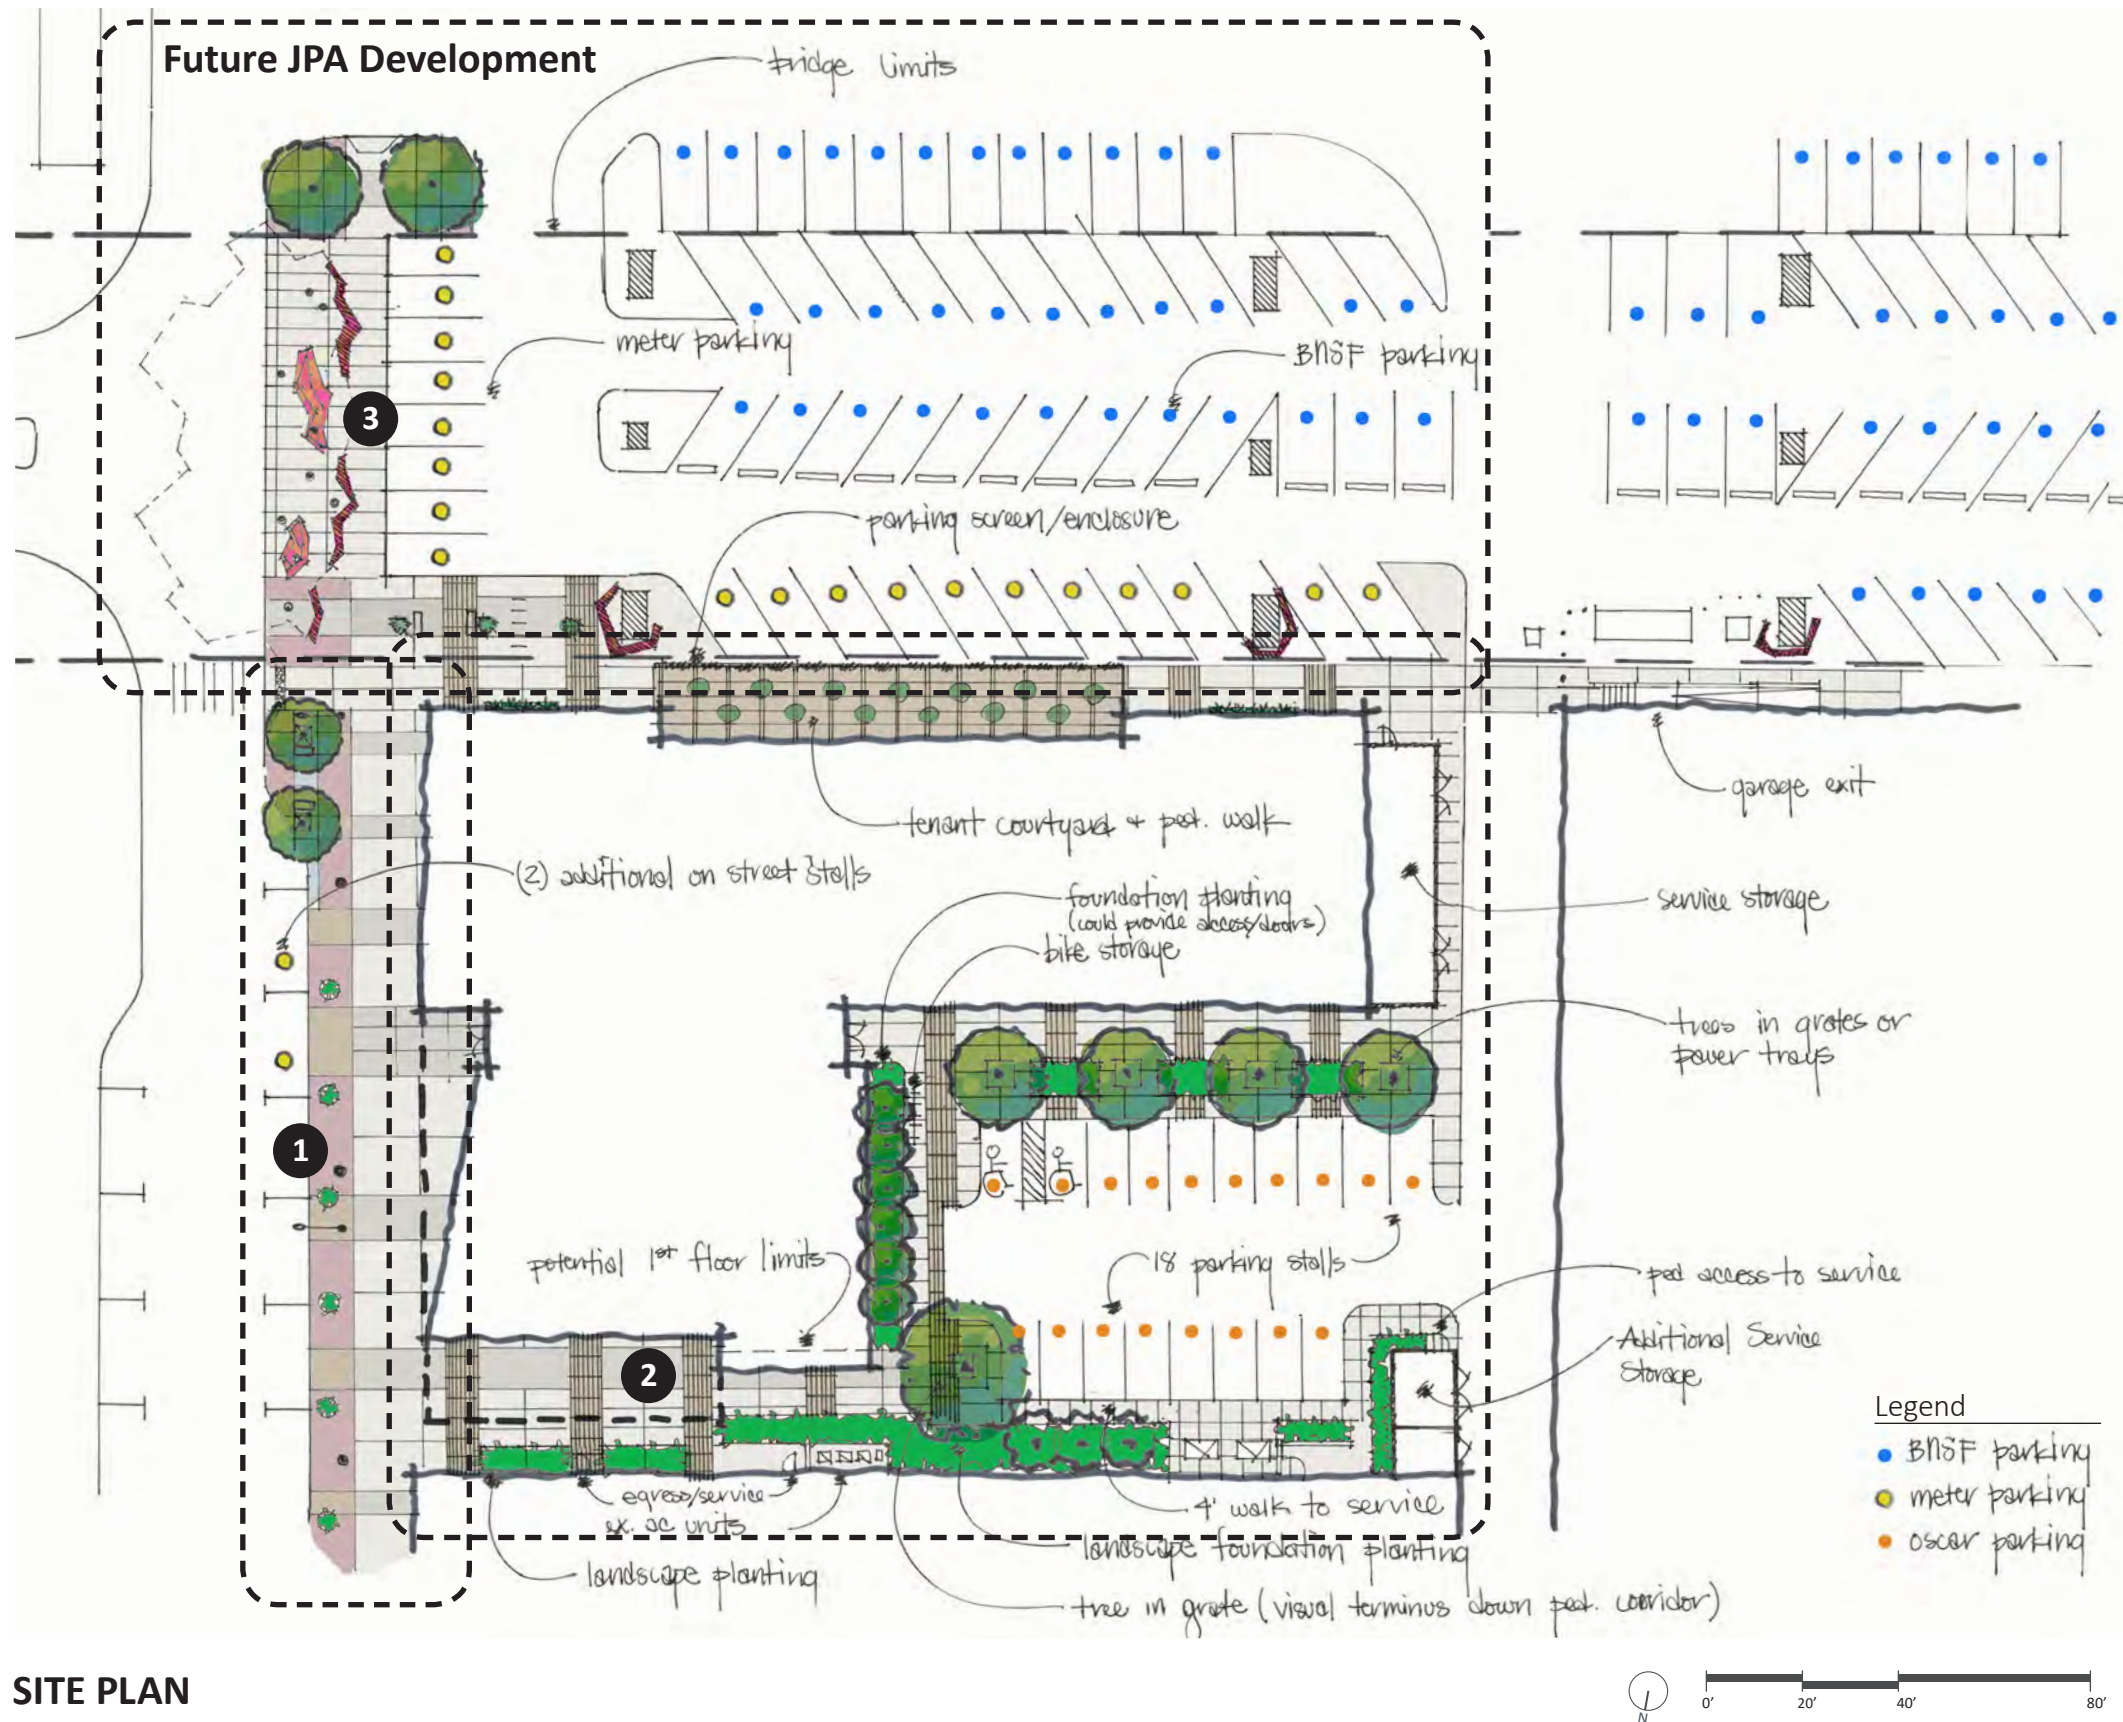 Future JPA Development
bridge limits
meter parking
BNSF parking
3
parking screen/enclosure
garage exit
tenant courtyard + ped. walk
(2) additional on street stalls
foundation planting
(could provide access/doors)
bike storage
service storage
trees in grates or
paver trays
1
potential 1st floor limits
18 parking stalls
ped access to service
Additional Service
Storage
2
Legend
BNSF parking
meter parking
oscar parking
egress/service
ex. ac units
4' walk to service
landscape foundation planting
landscape planting
tree in grate (visual terminus down ped. corridor)
SITE PLAN
N
0' 20' 40' 80'